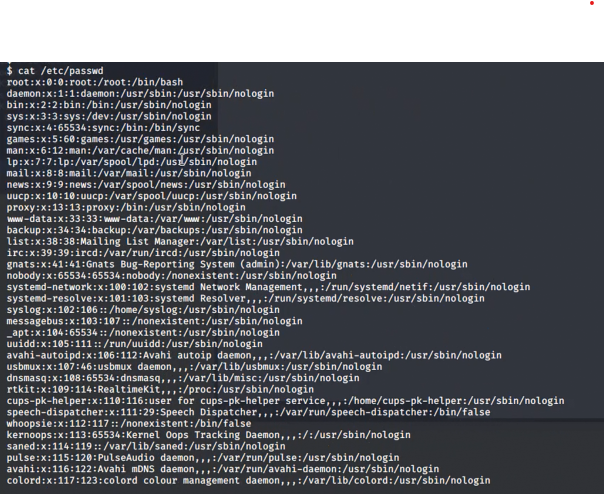 $ cat /etc/passwd
root:x:0:0:root:/root:/bin/bash
daemon:x:1:1:daemon:/usr/sbin:/usr/sbin/nologin
bin:x:2:2:bin:/bin:/usr/sbin/nologin
sys:x:3:3:sys:/dev:/usr/sbin/nologin
sync:x:4:65534:sync:/bin:/bin/sync
games:x:5:60:games:/usr/games:/usr/sbin/nologin
man:x:6:12:man:/var/cache/man:/usr/sbin/nologin
lp:x:7:7:lp:/var/spool/lpd:/usr/sbin/nologin
mail:x:8:8:mail:/var/mail:/usr/sbin/nologin
news:x:9:9:news:/var/spool/news:/usr/sbin/nologin
uucp:x:10:10:uucp:/var/spool/uucp:/usr/sbin/nologin
proxy:x:13:13:proxy:/bin:/usr/sbin/nologin
www-data:x:33:33:www-data:/var/www:/usr/sbin/nologin
backup:x:34:34:backup:/var/backups:/usr/sbin/nologin
list:x:38:38:Mailing List Manager:/var/list:/usr/sbin/nologin
irc:x:39:39:ircd:/var/run/ircd:/usr/sbin/nologin
gnats:x:41:41:Gnats Bug-Reporting System (admin):/var/lib/gnats:/usr/sbin/nologin
nobody:x:65534:65534:nobody:/nonexistent:/usr/sbin/nologin
systemd-network:x:100:102:systemd Network Management,,,:/run/systemd/netif:/usr/sbin/nologin
systemd-resolve:x:101:103:systemd Resolver,,,:/run/systemd/resolve:/usr/sbin/nologin
syslog:x:102:106::/home/syslog:/usr/sbin/nologin
messagebus:x:103:107::/nonexistent:/usr/sbin/nologin
_apt:x:104:65534::/nonexistent:/usr/sbin/nologin
uuidd:x:105:111::/run/uuidd:/usr/sbin/nologin
avahi-autoipd:x:106:112:Avahi autoip daemon,,,:/var/lib/avahi-autoipd:/usr/sbin/nologin
usbmux:x:107:46:usbmux daemon,,,:/var/lib/usbmux:/usr/sbin/nologin
dnsmasq:x:108:65534:dnsmasq,,,:/var/lib/misc:/usr/sbin/nologin
rtkit:x:109:114:RealtimeKit,,,:/proc:/usr/sbin/nologin
cups-pk-helper:x:110:116:user for cups-pk-helper service,,,:/home/cups-pk-helper:/usr/sbin/nologin
speech-dispatcher:x:111:29:Speech Dispatcher,,,:/var/run/speech-dispatcher:/bin/false
whoopsie:x:112:117::/nonexistent:/bin/false
kernoops:x:113:65534:Kernel Oops Tracking Daemon,,,:/:/usr/sbin/nologin
saned:x:114:119::/var/lib/saned:/usr/sbin/nologin
pulse:x:115:120:PulseAudio daemon,,,:/var/run/pulse:/usr/sbin/nologin
avahi:x:116:122:Avahi mDNS daemon,,,:/var/run/avahi-daemon:/usr/sbin/nologin
colord:x:117:123:colord colour management daemon,,,:/var/lib/colord:/usr/sbin/nologin